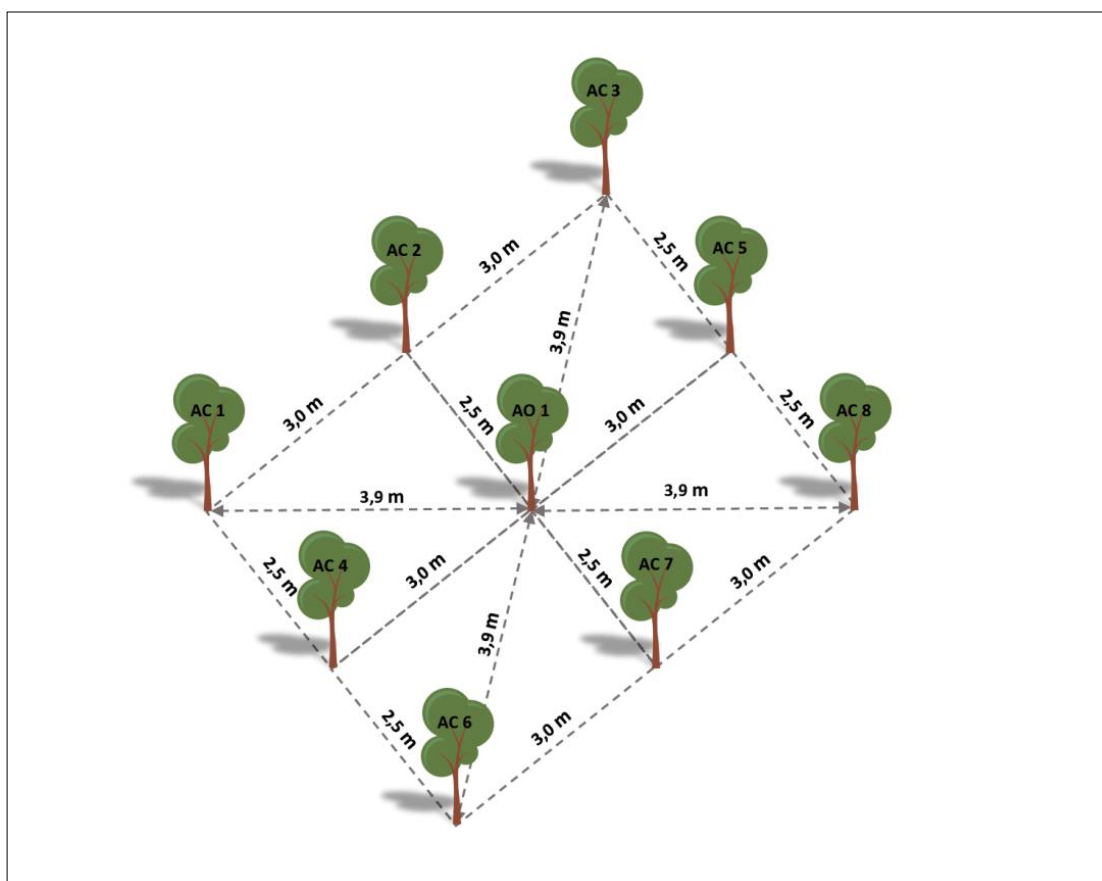 AC 3
AC 2
3,0 m
2,5 m
AC 5
3,9 m
AC 1
3,0 m
2,5 m
AO 1
3,0 m
2,5 m
AC 8
3,9 m
3,9 m
AC 4
2,5 m
3,0 m
2,5 m
AC 7
3,0 m
3,9 m
AC 6
2,5 m
3,0 m